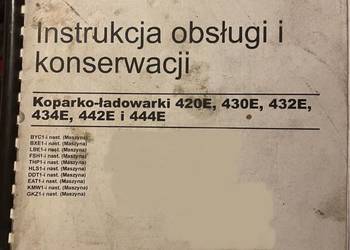 Instrukcja obsługi i
konserwacji
Koparko-ładowarki 420E, 430E, 432E,
434E, 442E i 444E
BYC1-i nast. (Maszyna)
BXE1-i nast. (Maszyna)
LBE1-i nast. (Maszyna)
FSH1-i nast. (Maszyna)
THP1-i nast. (Maszyna)
HLS1-i nast. (Maszyna)
DDT1-i nast. (Maszyna)
EAT1-i nast. (Maszyna)
KMW1-i nast. (Maszyna)
GKZ1-i nast. (Maszyna)